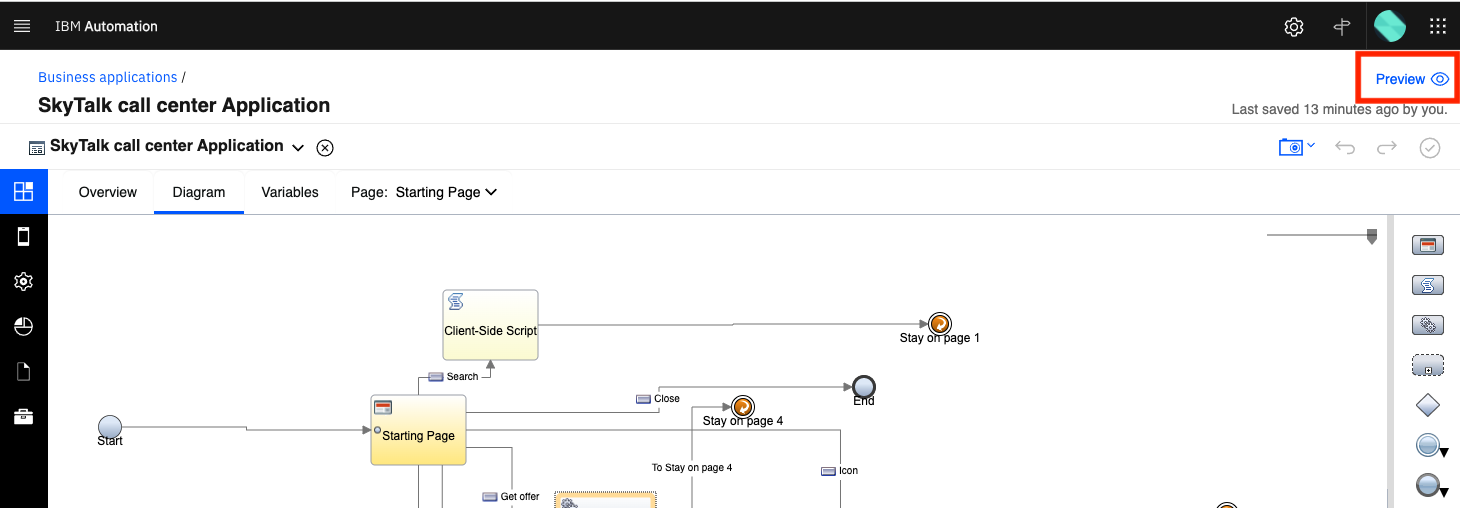 IBM Automation
Business applications /
Preview
SkyTalk call center Application
Last saved 13 minutes ago by you.
SkyTalk call center Application
Overview Diagram Variables Page: Starting Page
Client-Side Script
Stay on page 1
Search
Close
End
Stay on page 4
Start
Starting Page
To Stay on page 4
Icon
Get offer